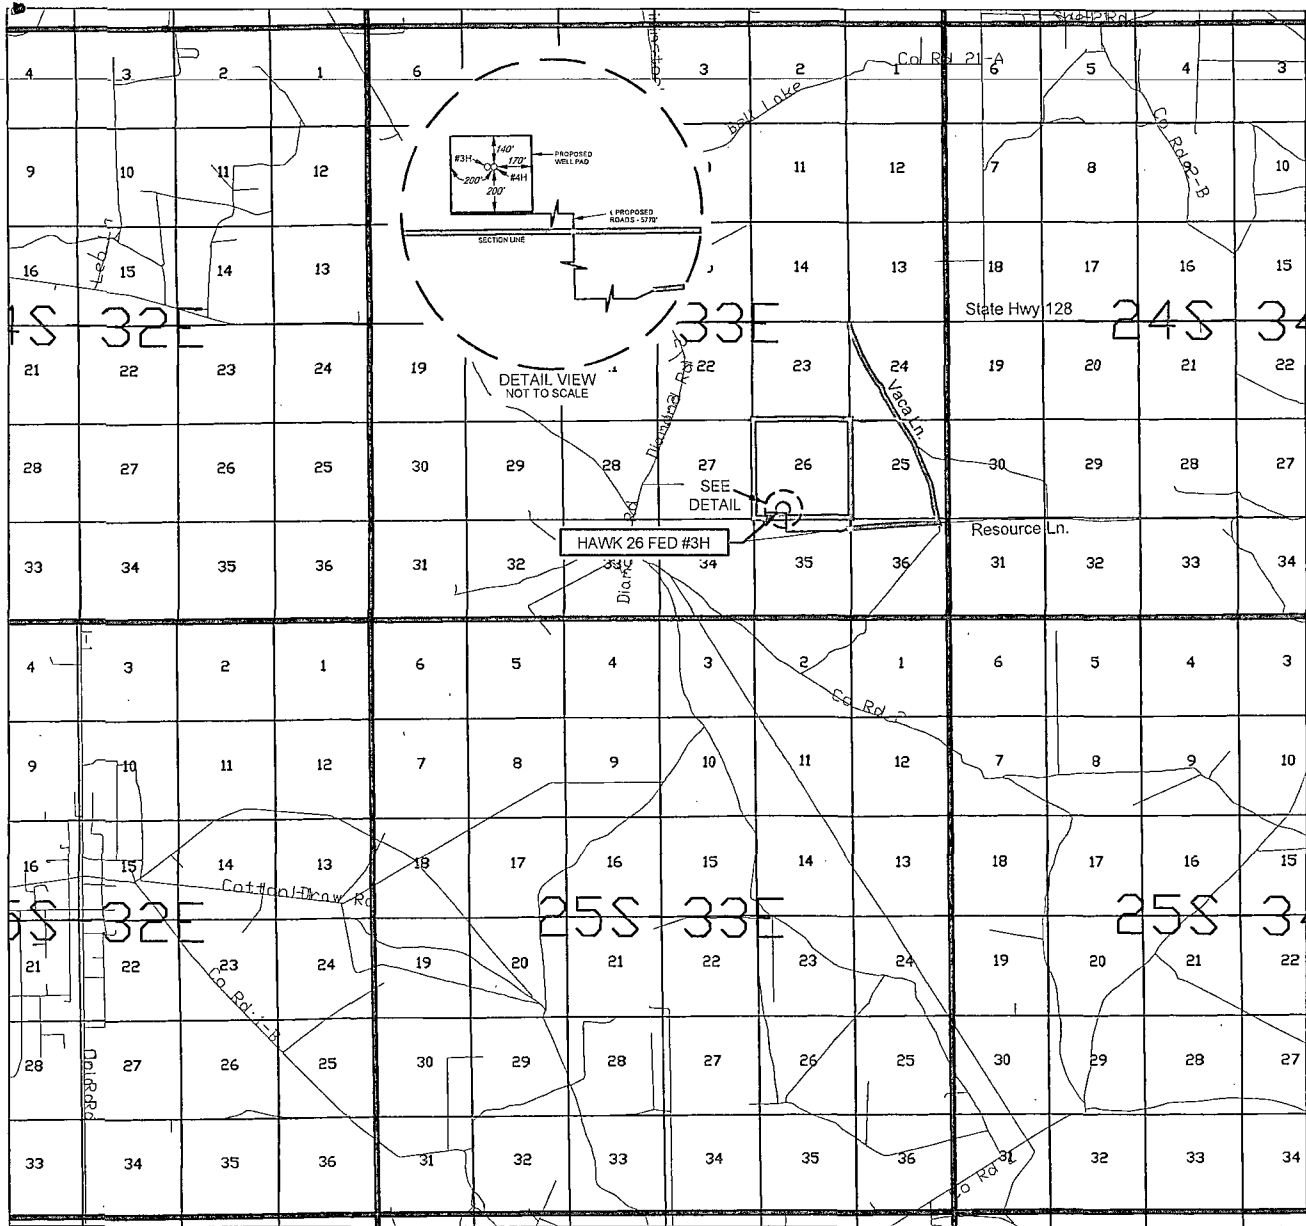 Co Rd 21-A
4 3 2 1 6 3 2 1 6 5 4 3
Bell Lake
Co Rd 2-B
140'
#3H
170'
PROPOSED
WELL PAD
200'
#4H
200'
PROPOSED
ROADS - 5770'
SECTION LINE
9 10 11 12 11 12 7 8 10
Leb Ln
16 15 14 13 14 13 18 17 16 15
State Hwy 128
32E 33E 24S
21 22 23 24 19 22 23 24 19 20 21 22
DETAIL VIEW
NOT TO SCALE
Diamond Rd
Vaca Ln.
28 27 26 25 30 29 28 27 26 25 30 29 28 27
SEE
DETAIL
HAWK 26 FED #3H
Resource Ln.
33 34 35 36 31 32 33 34 35 36 31 32 33 34
4 3 2 1 6 5 4 3 2 1 6 5 4 3
Co Rd 2
9 10 11 12 7 8 9 10 11 12 7 8 9 10
16 15 14 13 18 17 16 15 14 13 18 17 16 15
Cotton Draw Rd
32E 25S 33E 25S
21 22 23 24 19 20 21 22 23 24 19 20 21 22
Co Rd 1-B
28 27 26 25 30 29 28 27 26 25 30 29 28 27
33 34 35 36 31 32 33 34 35 36 31 32 33 34
Co Rd